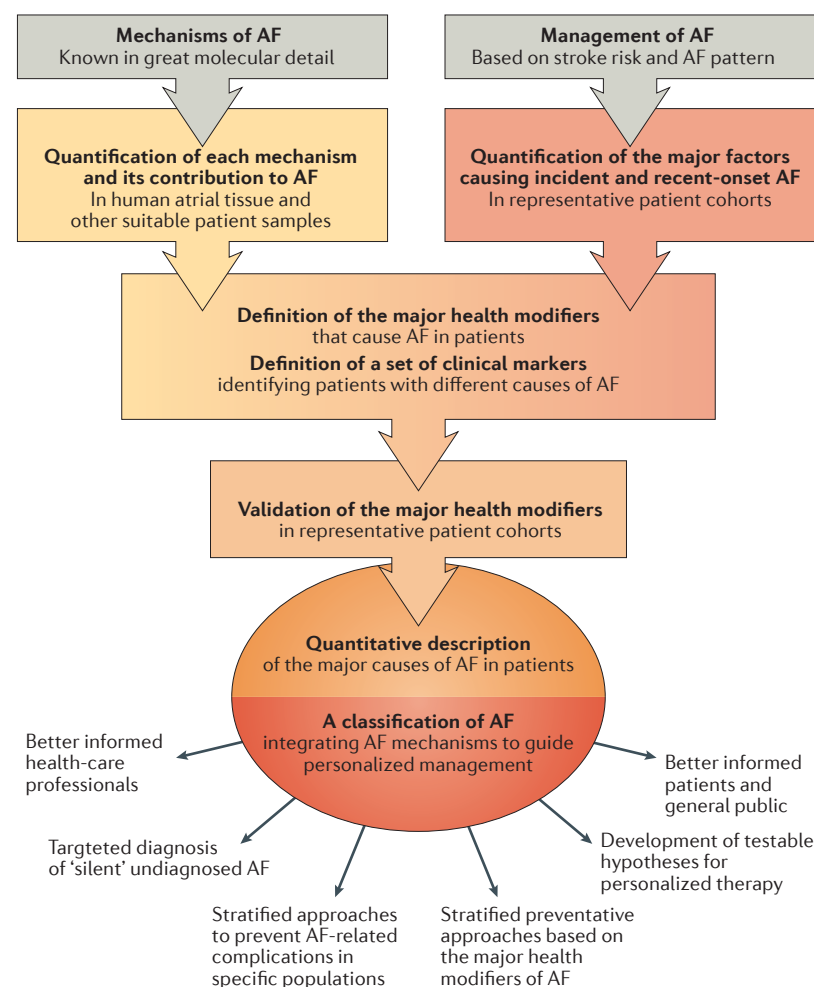 Mechanisms of AF
Known in great molecular detail
Management of AF
Based on stroke risk and AF pattern
Quantification of each mechanism
and its contribution to AF
In human atrial tissue and
other suitable patient samples
Quantification of the major factors
causing incident and recent-onset AF
In representative patient cohorts
Definition of the major health modifiers
that cause AF in patients
Definition of a set of clinical markers
identifying patients with different causes of AF
Validation of the major health modifiers
in representative patient cohorts
Quantitative description
of the major causes of AF in patients
A classification of AF
integrating AF mechanisms to guide
personalized management
Better informed
health-care
professionals
Targteted diagnosis
of ‘silent’ undiagnosed AF
Stratified approaches
to prevent AF-related
complications in
specific populations
Stratified preventative
approaches based on
the major health
modifiers of AF
Development of testable
hypotheses for
personalized therapy
Better informed
patients and
general public